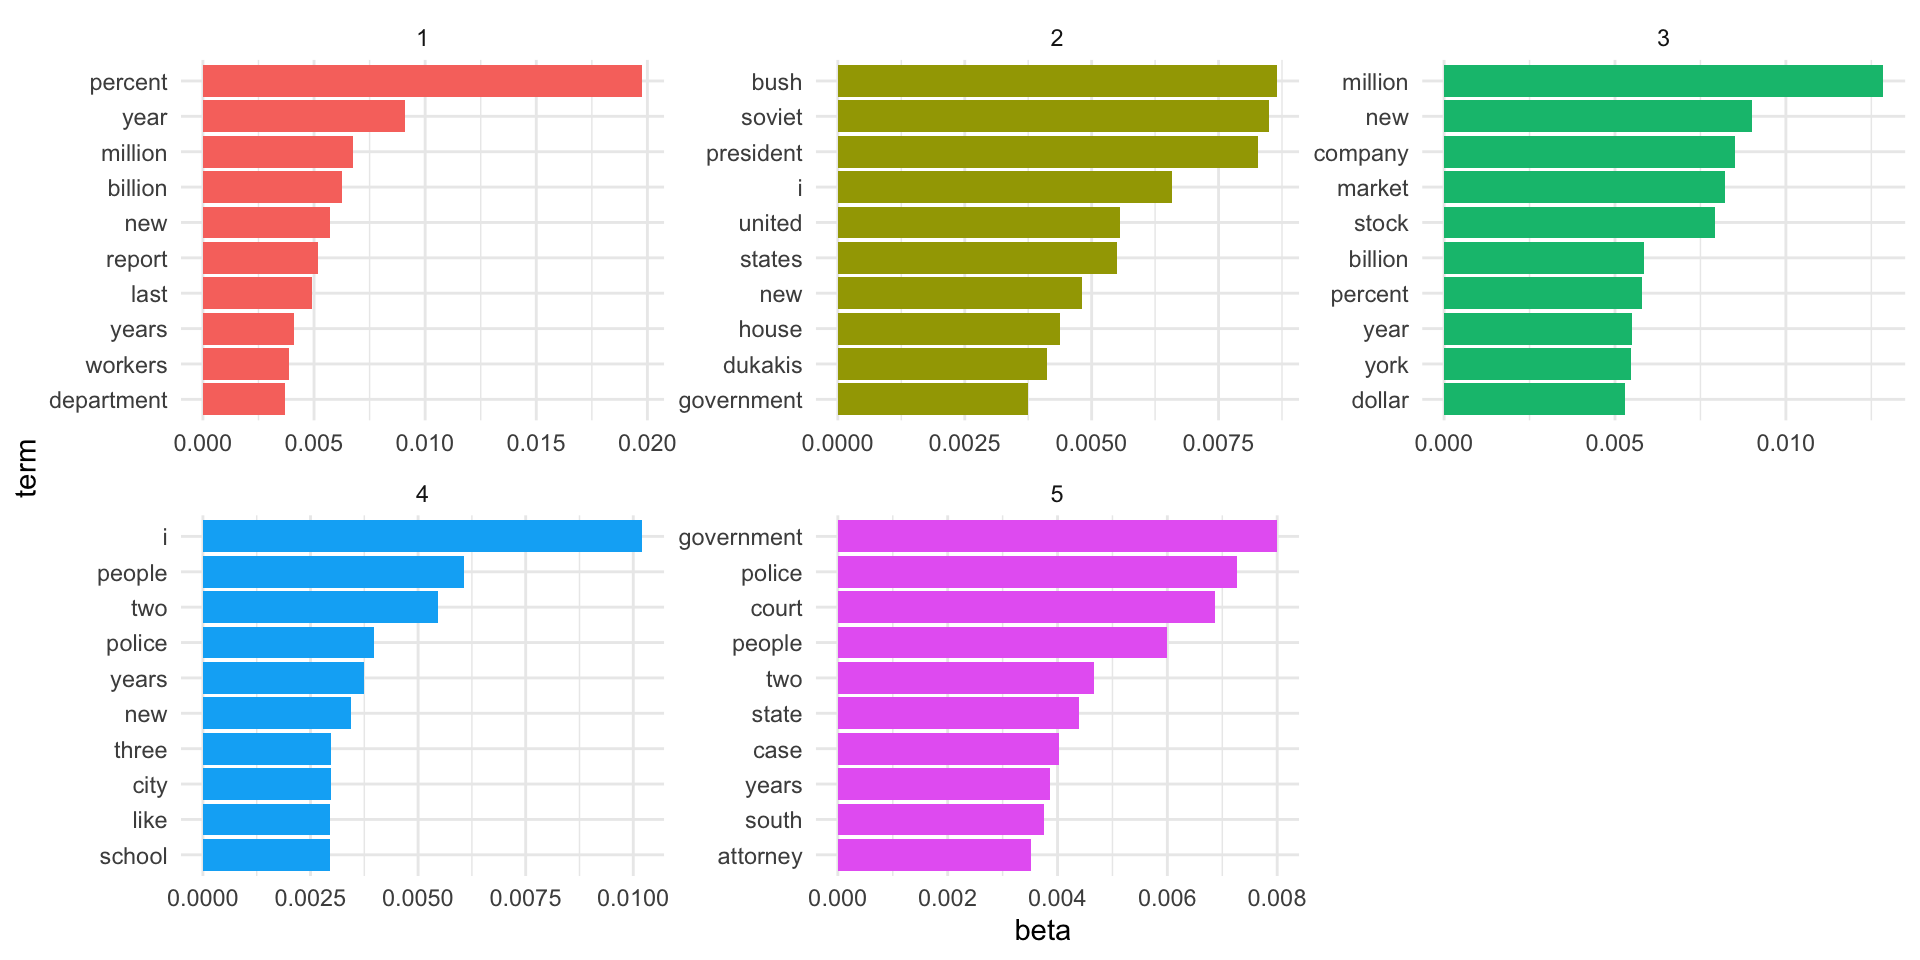 1
percent
year
million
billion
new
report
last
years
workers
department
0.000 0.005 0.010 0.015 0.020
2
bush
soviet
president
i
united
states
new
house
dukakis
government
0.0000 0.0025 0.0050 0.0075
3
million
new
company
market
stock
billion
percent
year
york
dollar
0.000 0.005 0.010
term
4
i
people
two
police
years
new
three
city
like
school
0.0000 0.0025 0.0050 0.0075 0.0100
5
government
police
court
people
two
state
case
years
south
attorney
0.000 0.002 0.004 0.006 0.008
beta